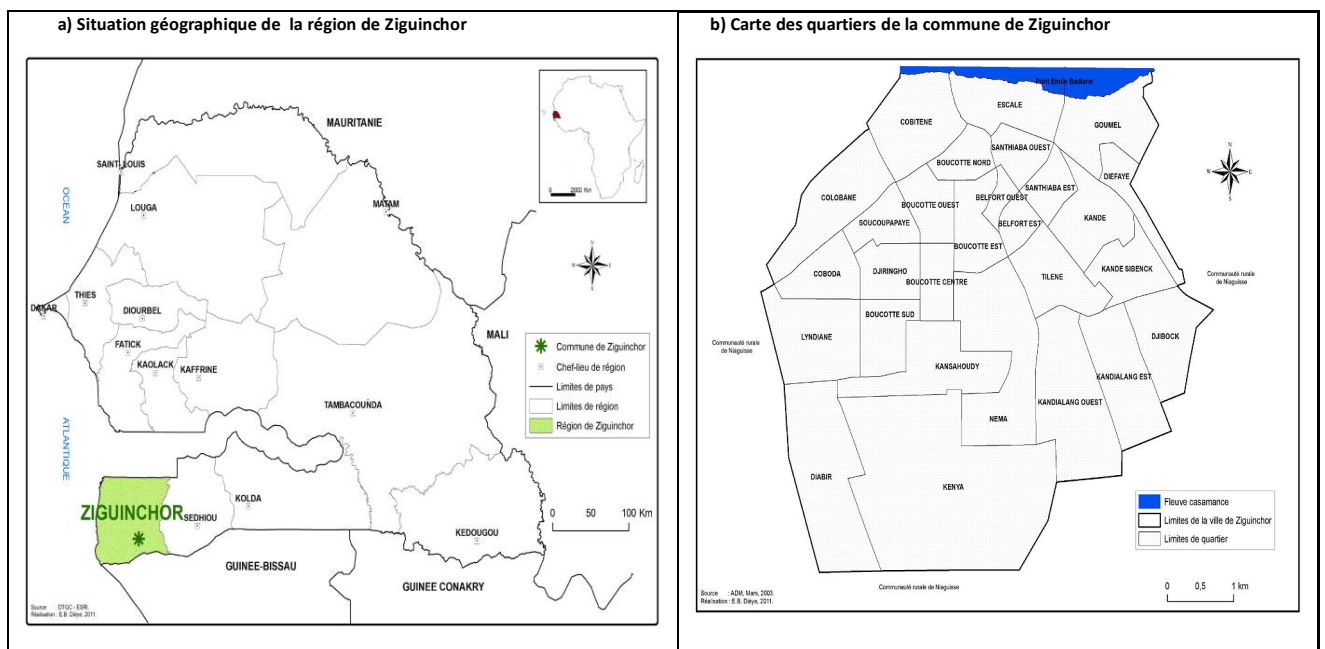 a) Situation géographique de la région de Ziguinchor
MAURITANIE
SAINT-LOUIS
OCEAN
LOUGA
MATAM
2000 Km
DAKAR
THIES
DIOURBEL
MALI
FATICK
KAOLACK
KAFFRINE
TAMBACOUNDA
ATLANTIQUE
Commune de Ziguinchor
Chef-lieu de région
Limites de pays
Limites de région
Région de Ziguinchor
ZIGUINCHOR
SEDHIOU
KOLDA
KEDOUGOU
0 50 100 Km
GUINEE-BISSAU
GUINEE CONAKRY
Source : DTGC - ESRI.
Réalisation : E.B. Dièye, 2011.
b) Carte des quartiers de la commune de Ziguinchor
Pont Emile Badiane
ESCALE
COBITENE
GOUMEL
SANTHIABA OUEST
BOUCOTTE NORD
DIEFAYE
SANTHIABA EST
COLOBANE
BELFORT OUEST
BOUCOTTE OUEST
KANDE
SOUCOUPAPAYE
BELFORT EST
BOUCOTTE EST
COBODA
DJIRINGHO
BOUCOTTE CENTRE
TILENE
KANDE SIBENCK
Communauté rurale
de Niaguisse
BOUCOTTE SUD
LYNDIANE
DJIBOCK
Communauté rurale
de Niaguisse
KANSAHOUDY
KANDIALANG EST
KANDIALANG OUEST
NEMA
DIABIR
KENYA
Fleuve casamance
Limites de la ville de Ziguinchor
Limites de quartier
Communauté rurale de Niaguisse
0 0,5 1 km
Source : ADM, Mars, 2003.
Réalisation : E.B. Dièye, 2011.